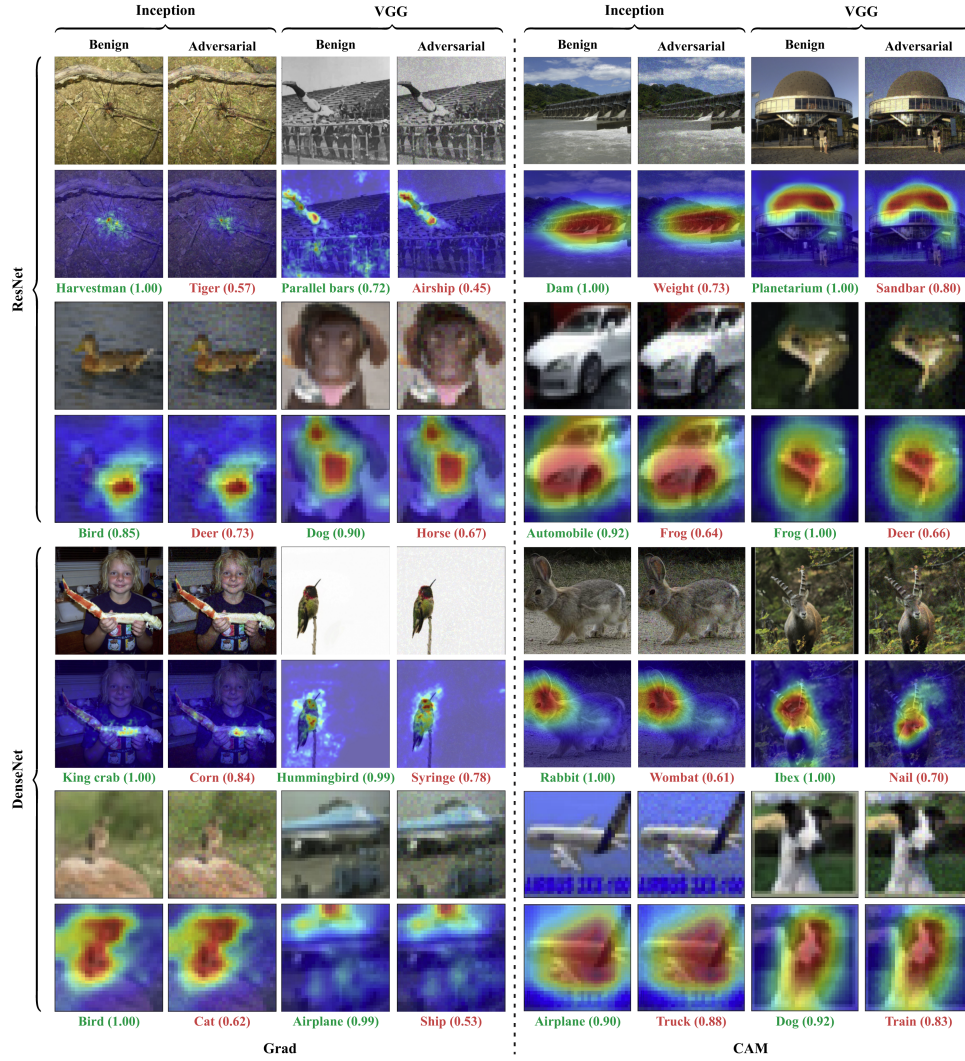 Inception VGG Inception VGG
Benign Adversarial Benign Adversarial Benign Adversarial Benign Adversarial
ResNet
Harvestman (1.00) Tiger (0.57) Parallel bars (0.72) Airship (0.45) Dam (1.00) Weight (0.73) Planetarium (1.00) Sandbar (0.80)
Bird (0.85) Deer (0.73) Dog (0.90) Horse (0.67) Automobile (0.92) Frog (0.64) Frog (1.00) Deer (0.66)
DenseNet
King crab (1.00) Corn (0.84) Hummingbird (0.99) Syringe (0.78) Rabbit (1.00) Wombat (0.61) Ibex (1.00) Nail (0.70)
Bird (1.00) Cat (0.62) Airplane (0.99) Ship (0.53) Airplane (0.90) Truck (0.88) Dog (0.92) Train (0.83)
Grad CAM